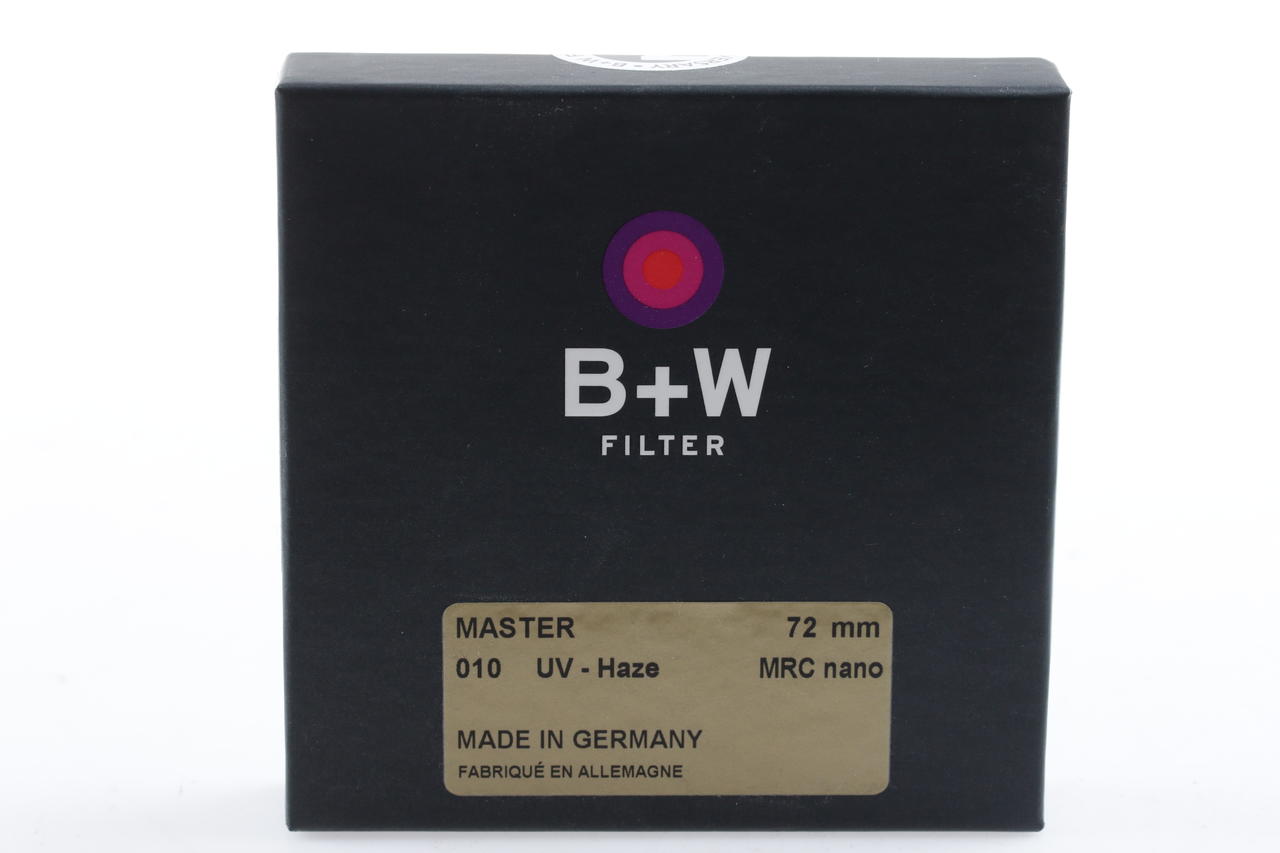 B+W
FILTER
MASTER 72 mm
010 UV - Haze MRC nano
MADE IN GERMANY
FABRIQUÉ EN ALLEMAGNE